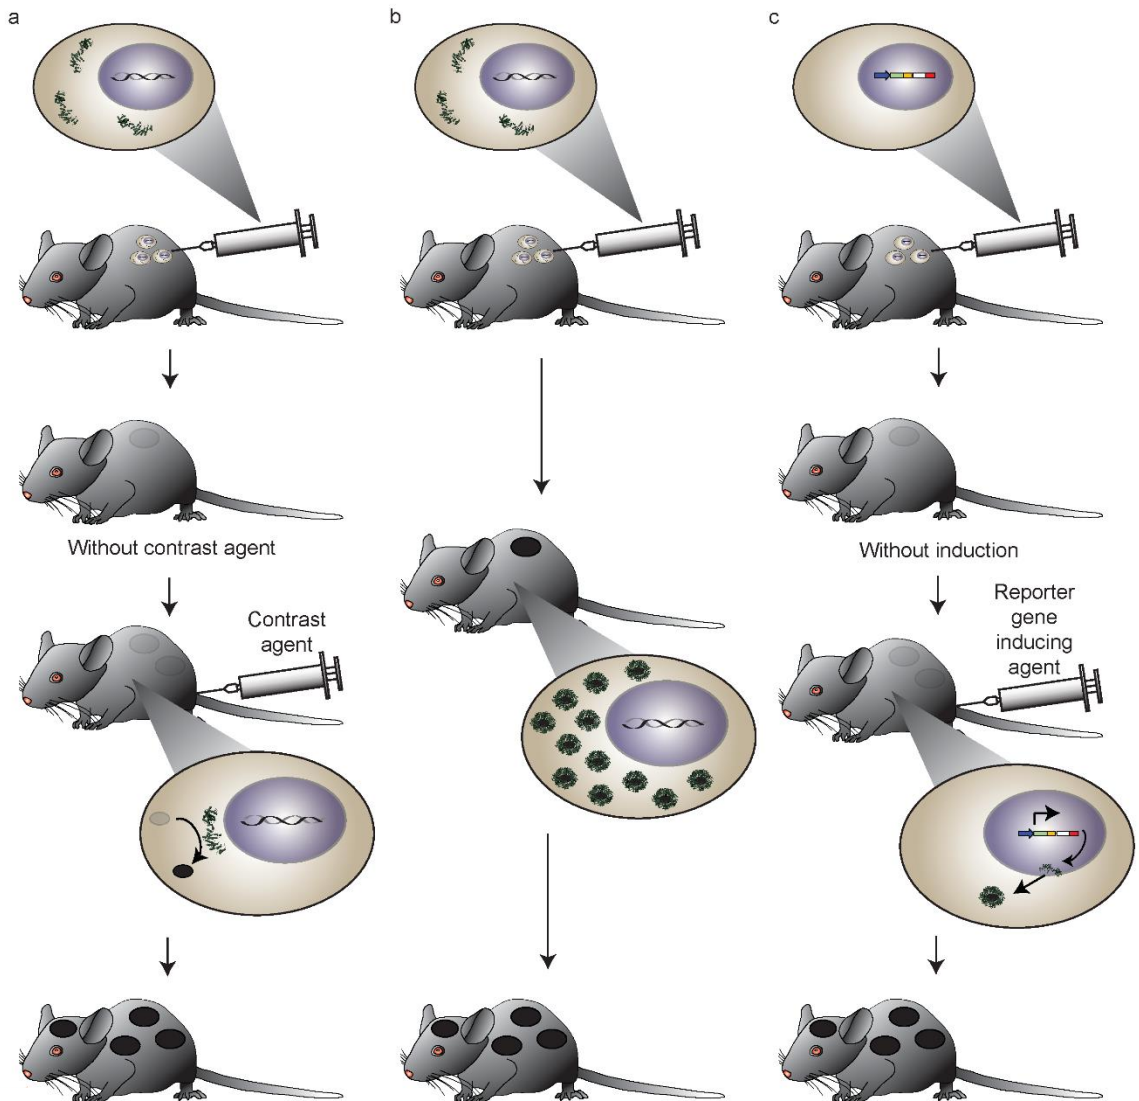 a
b
c
Without contrast agent
Without induction
Contrast
agent
Reporter
gene
inducing
agent